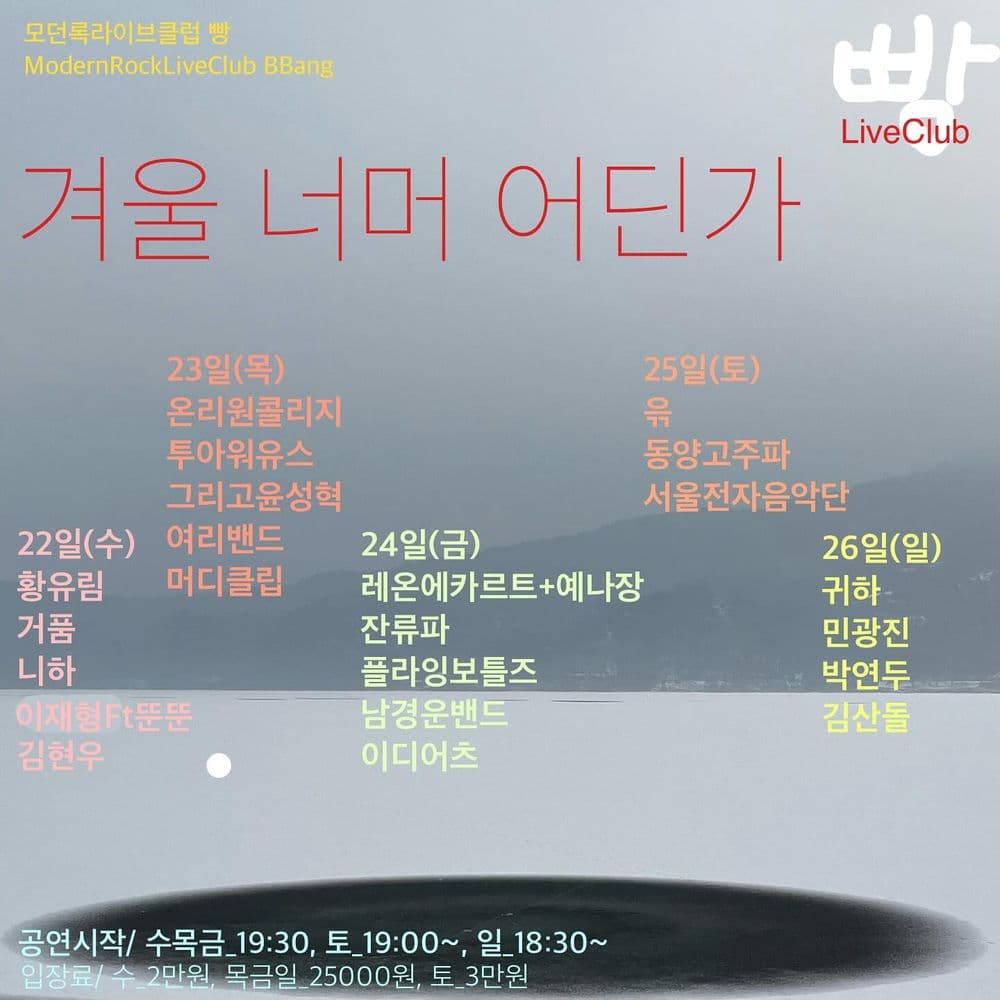 모던록라이브클럽 빵
ModernRockLiveClub BBang
빵
LiveClub
겨울 너머 어딘가
22일(수)
황유림
거품
니하
이재형Ft뚠뚠
김현우
23일(목)
온리원콜리지
투아워유스
그리고윤성혁
여리밴드
머디클립
24일(금)
레온에카르트+예나장
잔류파
플라잉보틀즈
남경운밴드
이디어츠
25일(토)
윾
동양고주파
서울전자음악단
26일(일)
귀햐
민광진
박연두
김산돌
공연시작/ 수목금_19:30, 토_19:00~, 일_18:30~
입장료/ 수_2만원, 목금일_25000원, 토_3만원